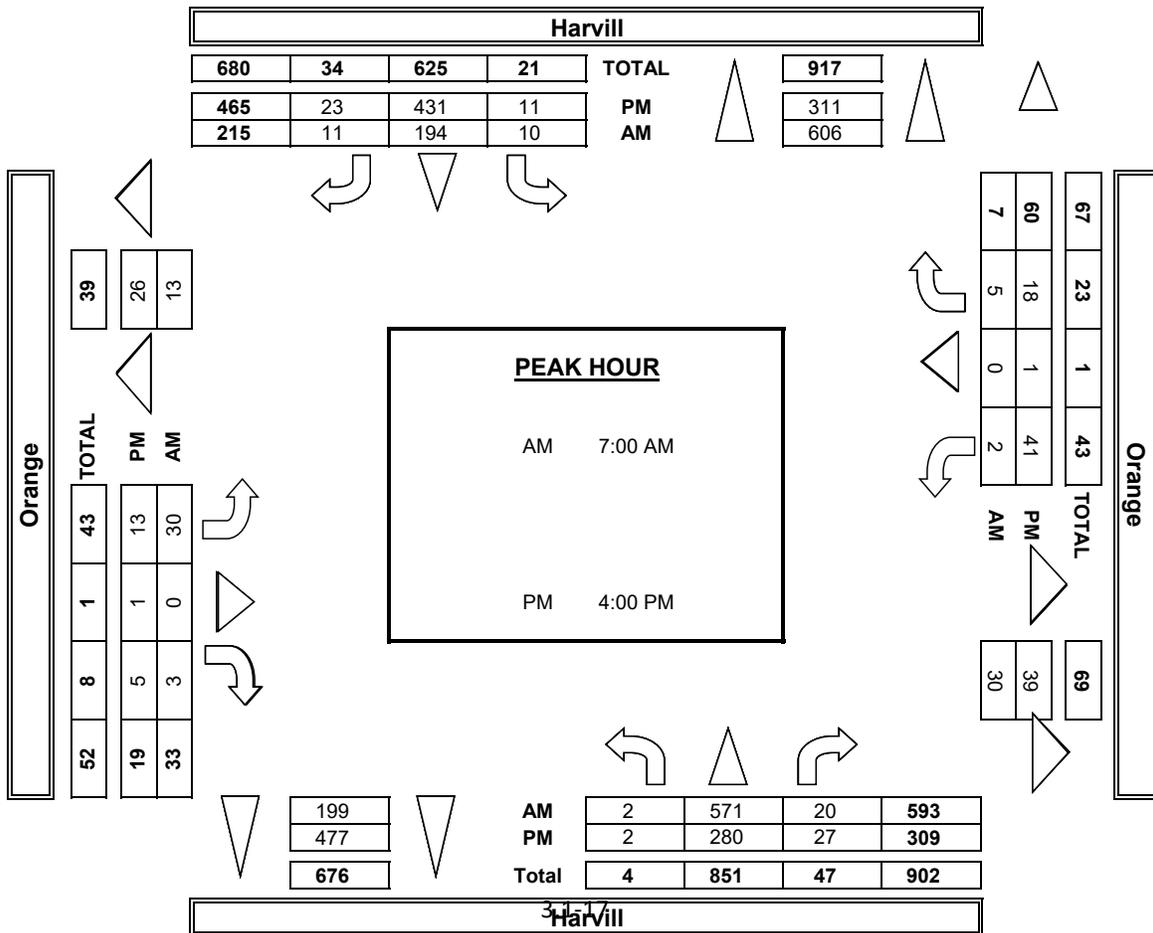 Harvill
680 34 625 21 TOTAL 917
465 23 431 11 PM 311
215 11 194 10 AM 606
Orange
39
26
13
TOTAL 43 1 8 52
PM 13 1 5 19
AM 30 0 3 33
PEAK HOUR
AM 7:00 AM
PM 4:00 PM
67 23 1 43 TOTAL
60 18 1 41 PM
7 5 0 2 AM
69
39
30
Orange
199 AM 2 571 20 593
477 PM 2 280 27 309
676 Total 4 851 47 902
3.1-17
Harvill